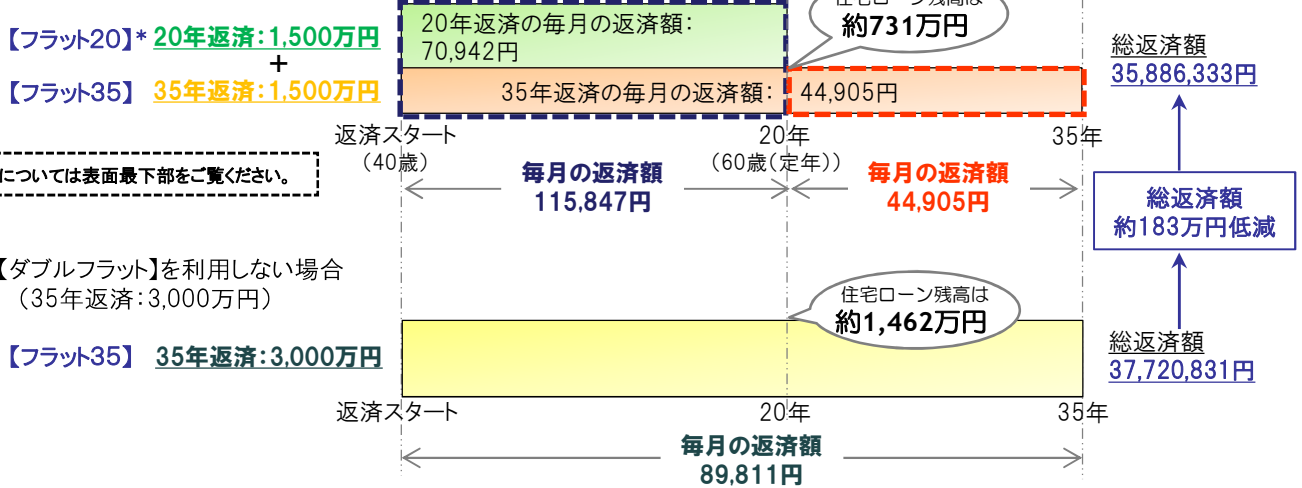 住宅ローン残高は
約731万円
【フラット20】* 20年返済：1,500万円
+
【フラット35】 35年返済：1,500万円
20年返済の毎月の返済額：
70,942円
35年返済の毎月の返済額： 44,905円
総返済額
35,886,333円
返済スタート
（40歳）
20年
（60歳（定年））
35年
については表面最下部をご覧ください。
毎月の返済額
115,847円
毎月の返済額
44,905円
総返済額
約183万円低減
【ダブルフラット】を利用しない場合
（35年返済：3,000万円）
住宅ローン残高は
約1,462万円
【フラット35】 35年返済：3,000万円
総返済額
37,720,831円
返済スタート
20年
35年
毎月の返済額
89,811円